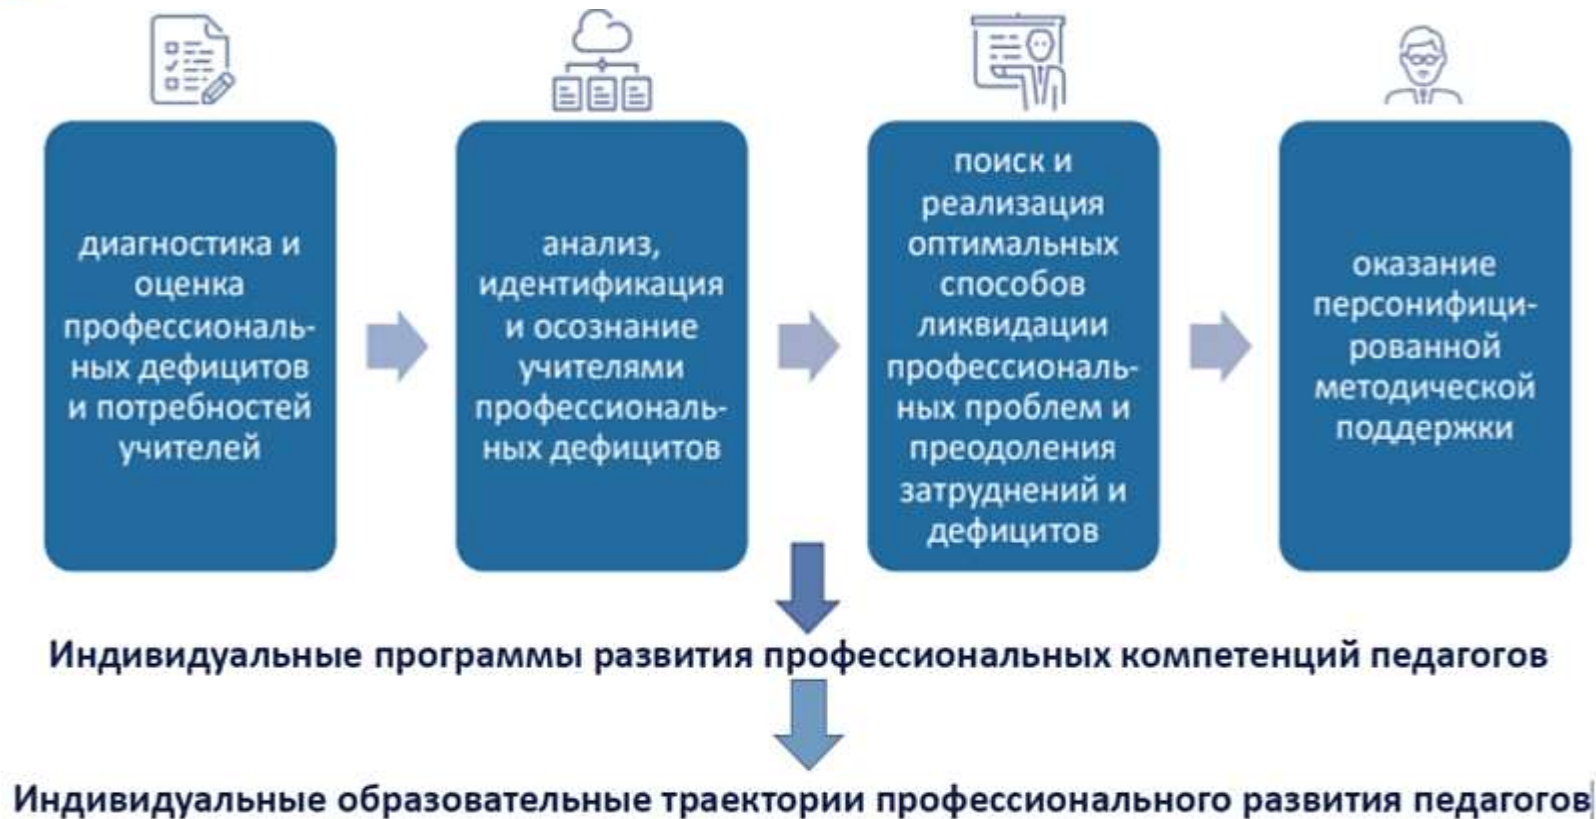 диагностика и
оценка
профессиональ-
ных дефицитов
и потребностей
учителей
анализ,
идентификация
и осознание
учителями
профессиональ-
ных дефицитов
поиск и
реализация
оптимальных
способов
ликвидации
профессиональ-
ных проблем и
преодоления
затруднений и
дефицитов
оказание
персонифици-
рованной
методической
поддержки
Индивидуальные программы развития профессиональных компетенций педагогов
Индивидуальные образовательные траектории профессионального развития педагогов